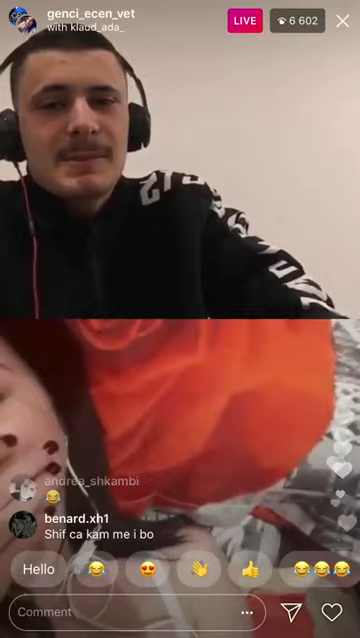 genci_ecen_vet
with klaud_ada_
LIVE
6 602
andrea_shkambi
😂
benard.xh1
Shif ca kam me i bo
Hello
😂
😍
👋
👍
😂😂😂
Comment